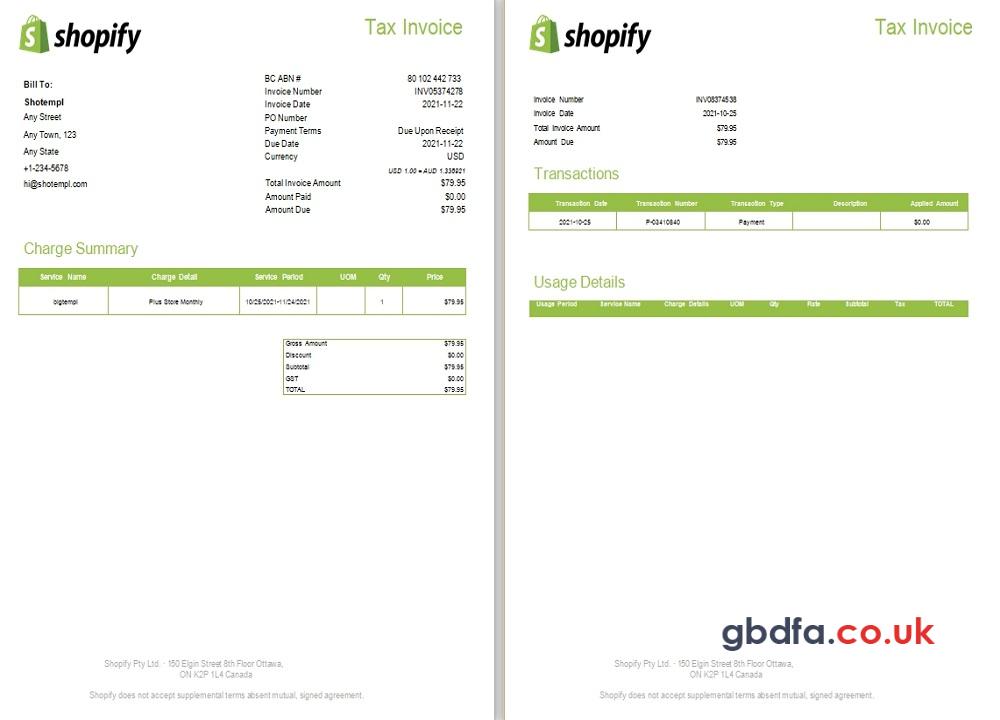 shopify
Tax Invoice
Bill To:
Shotempl
Any Street
Any Town, 123
Any State
+1-234-5678
hi@shotempl.com
BC ABN # 80 102 442 733
Invoice Number INV05374278
Invoice Date 2021-11-22
PO Number
Payment Terms Due Upon Receipt
Due Date 2021-11-22
Currency USD
USD 1.00 = AUD 1.336921
Total Invoice Amount $79.95
Amount Paid $0.00
Amount Due $79.95
Charge Summary
Service Name Charge Detail Service Period UOM Qty Price
bigtempl Plus Store Monthly 10/25/2021-11/24/2021 1 $79.95
Gross Amount $79.95
Discount $0.00
Subtotal $79.95
GST $0.00
TOTAL $79.95
Shopify Pty Ltd. · 150 Elgin Street 8th Floor Ottawa,
ON K2P 1L4 Canada
Shopify does not accept supplemental terms absent mutual, signed agreement.
shopify
Tax Invoice
Invoice Number INV08374538
Invoice Date 2021-10-25
Total Invoice Amount $79.95
Amount Due $79.95
Transactions
Transaction Date Transaction Number Transaction Type Description Applied Amount
2021-10-25 P-03410840 Payment $0.00
Usage Details
Usage Period Service Name Charge Details UOM Qty Rate Subtotal Tax TOTAL
gbdfa.co.uk
Shopify Pty Ltd. · 150 Elgin Street 8th Floor Ottawa,
ON K2P 1L4 Canada
Shopify does not accept supplemental terms absent mutual, signed agreement.